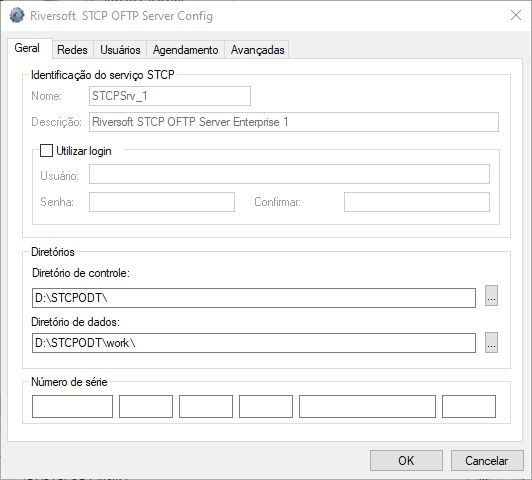 Riversoft STCP OFTP Server Config
Geral Redes Usuários Agendamento Avançadas
Identificação do serviço STCP
Nome: STCPSrv_1
Descrição: Riversoft STCP OFTP Server Enterprise 1
Utilizar login
Usuário:
Senha: Confirmar:
Diretórios
Diretório de controle:
D:\STCPODT\ ...
Diretório de dados:
D:\STCPODT\work\ ...
Número de série
OK Cancelar